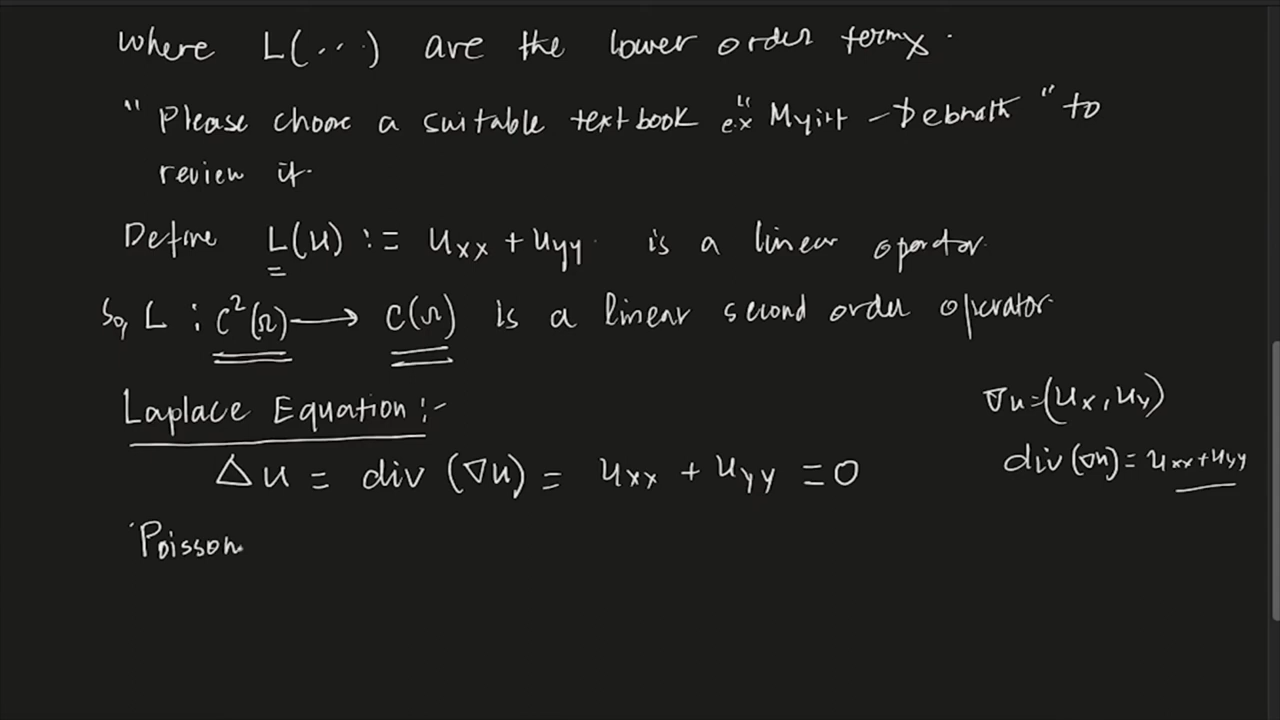 where L(...) are the lower order terms.
"Please choose a suitable textbook ex "Myint-Debnath" to
review it.
Define L(u) := uxx + uyy. is a linear operator.
So, L : C²(Ω) → C(Ω) is a linear second order operator.
Laplace Equation :-
∇u = (ux, uy)
Δu = div (∇u) = uxx + uyy = 0
div (∇u) = uxx + uyy
Poisson